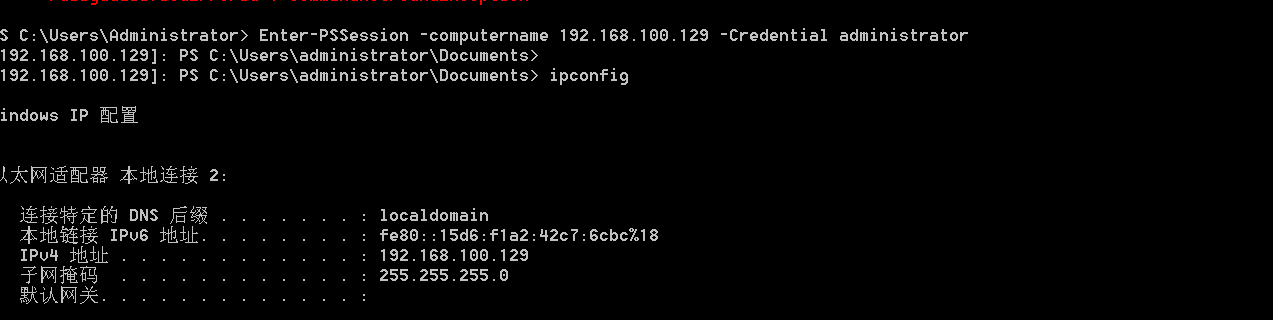 S C:\Users\Administrator> Enter-PSSession -computername 192.168.100.129 -Credential administrator
192.168.100.129]: PS C:\Users\administrator\Documents>
192.168.100.129]: PS C:\Users\administrator\Documents> ipconfig
indows IP 配置
以太网适配器 本地连接 2:
连接特定的 DNS 后缀 . . . . . . . : localdomain
本地链接 IPv6 地址. . . . . . . . : fe80::15d6:f1a2:42c7:6cbc%18
IPv4 地址 . . . . . . . . . . . . : 192.168.100.129
子网掩码  . . . . . . . . . . . . : 255.255.255.0
默认网关. . . . . . . . . . . . . :